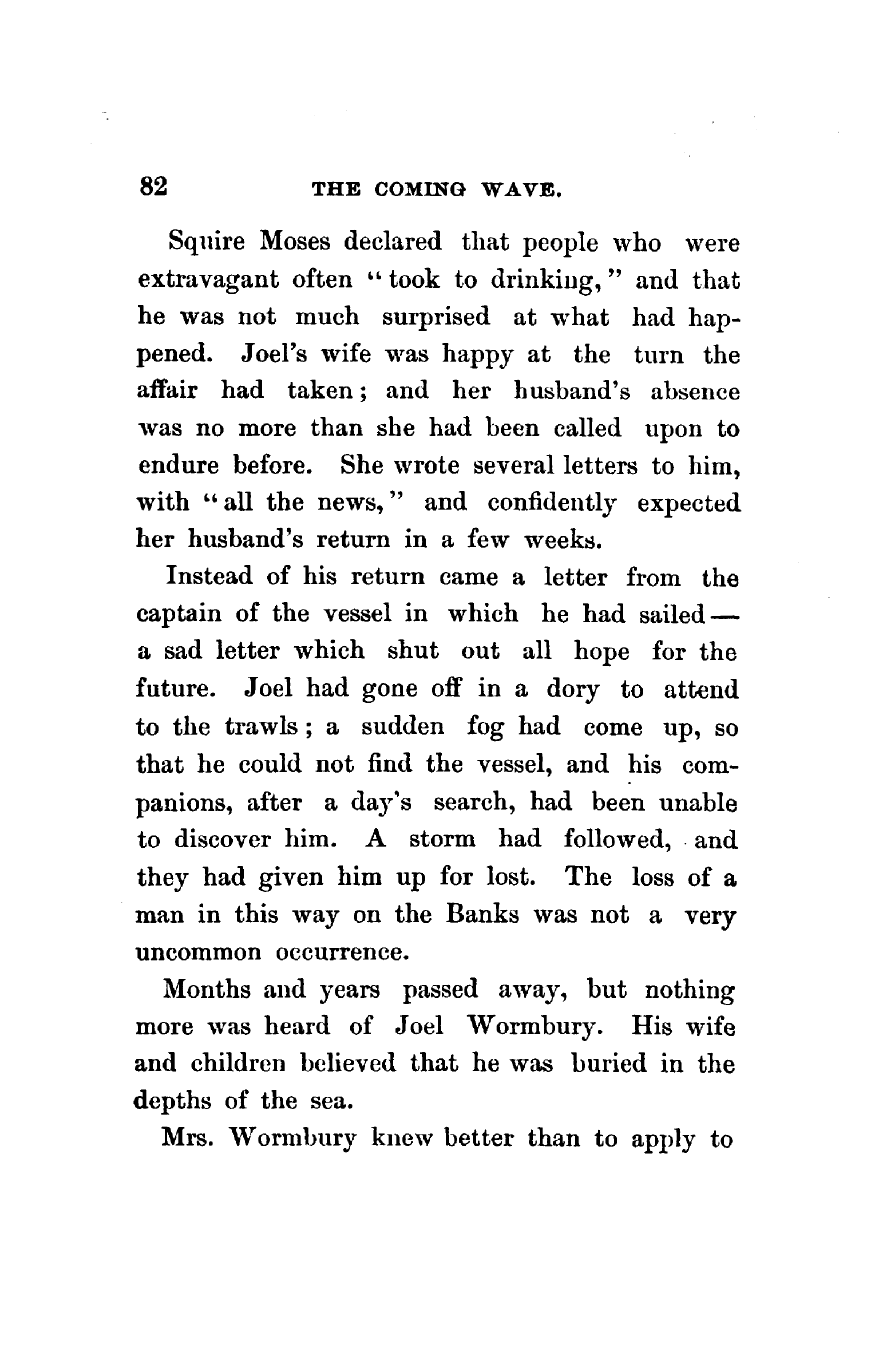 82 THE COMING WAVE.
Squire Moses declared that people who were
extravagant often “took to drinking,” and that
he was not much surprised at what had hap-
pened. Joel’s wife was happy at the turn the
affair had taken; and her husband’s absence
was no more than she had been called upon to
endure before. She wrote several letters to him,
with “all the news,” and confidently expected
her husband’s return in a few weeks.
Instead of his return came a letter from the
captain of the vessel in which he had sailed —
a sad letter which shut out all hope for the
future. Joel had gone off in a dory to attend
to the trawls; a sudden fog had come up, so
that he could not find the vessel, and his com-
panions, after a day’s search, had been unable
to discover him. A storm had followed, and
they had given him up for lost. The loss of a
man in this way on the Banks was not a very
uncommon occurrence.
Months and years passed away, but nothing
more was heard of Joel Wormbury. His wife
and children believed that he was buried in the
depths of the sea.
Mrs. Wormbury knew better than to apply to